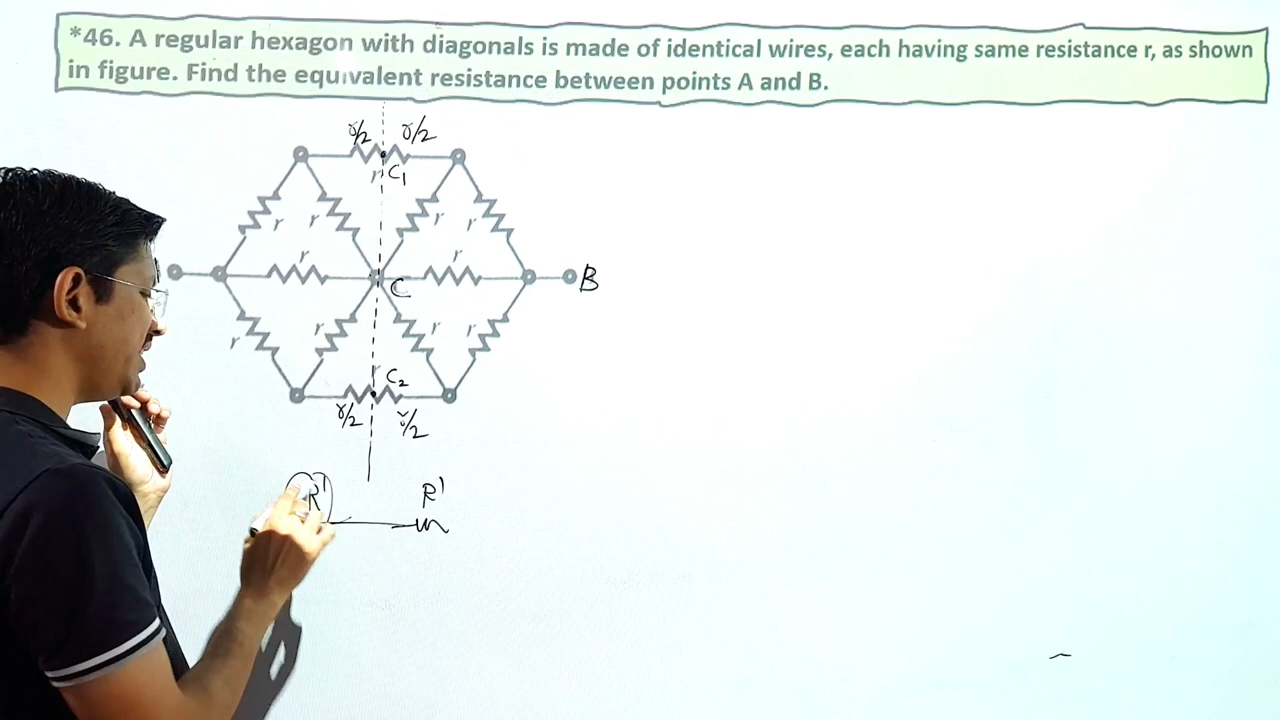 *46. A regular hexagon with diagonals is made of identical wires, each having same resistance r, as shown
in figure. Find the equivalent resistance between points A and B.
r/2 r/2
r C₁
r r r r
r r
C B
r r r r
r C₂
r/2 r/2
R' R'